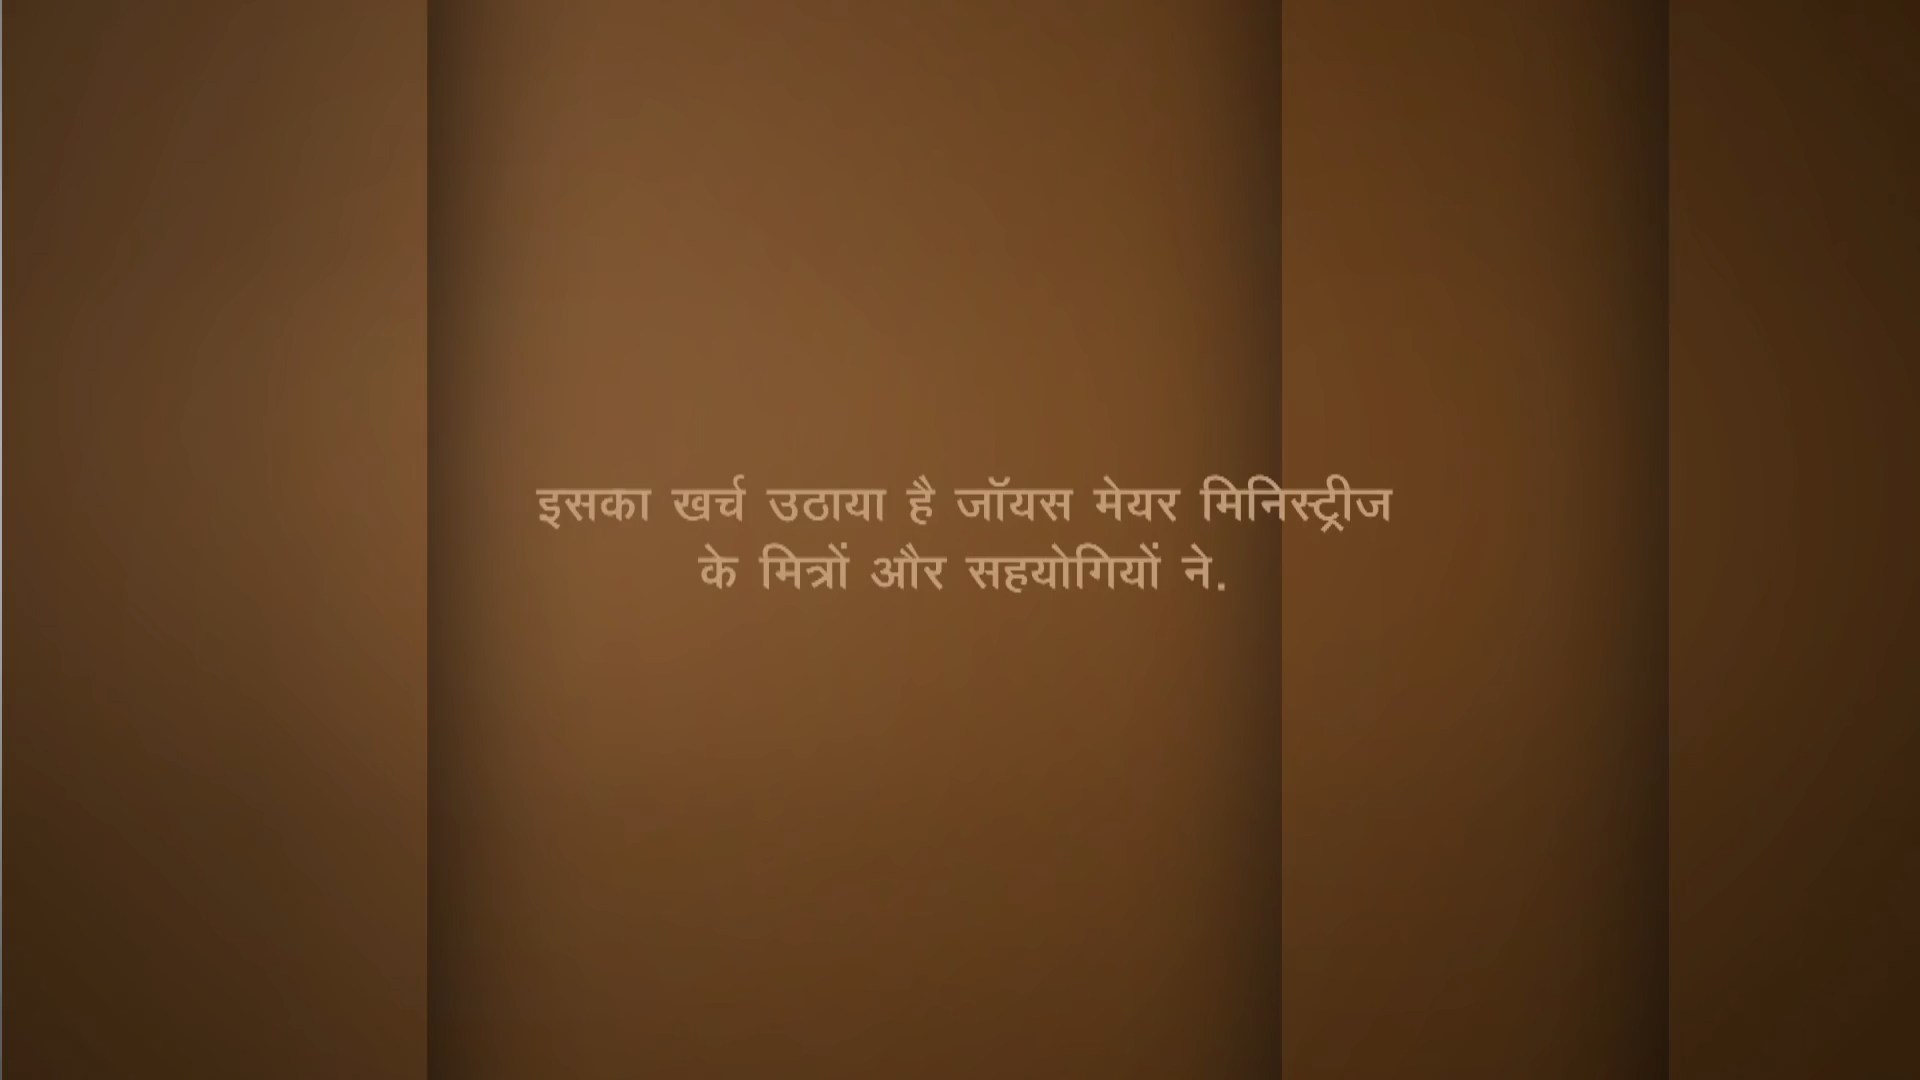 इसका खर्च उठाया है जॉयस मेयर मिनिस्ट्रीज
के मित्रों और सहयोगियों ने.